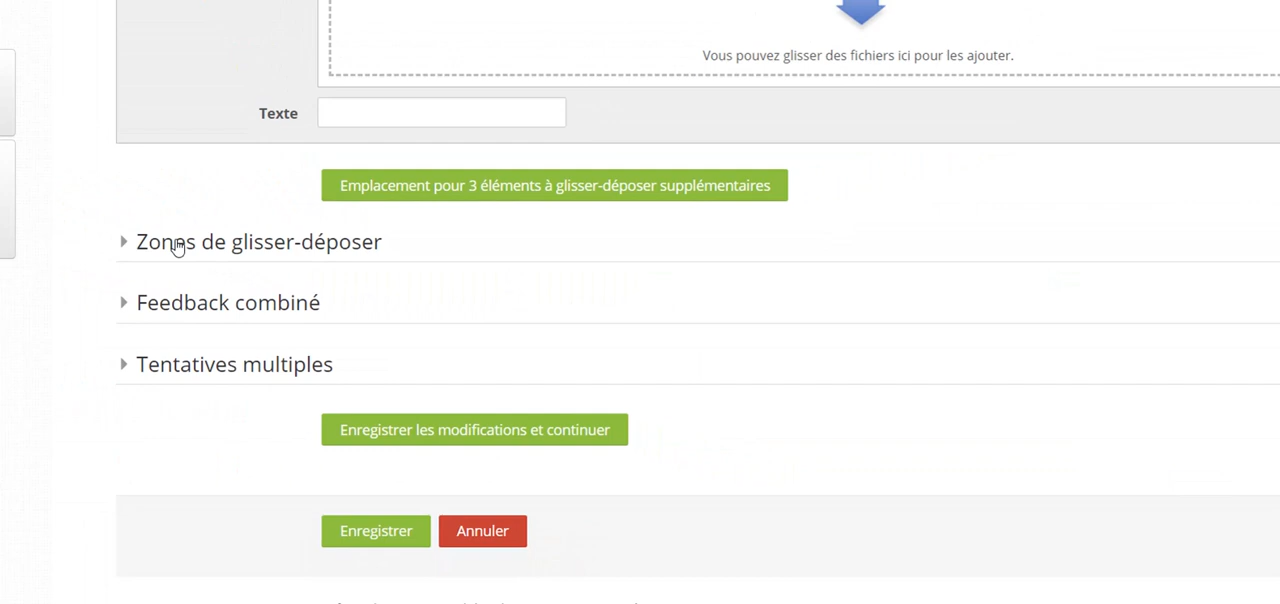 Vous pouvez glisser des fichiers ici pour les ajouter.
Texte
Emplacement pour 3 éléments à glisser-déposer supplémentaires
Zones de glisser-déposer
Feedback combiné
Tentatives multiples
Enregistrer les modifications et continuer
Enregistrer Annuler